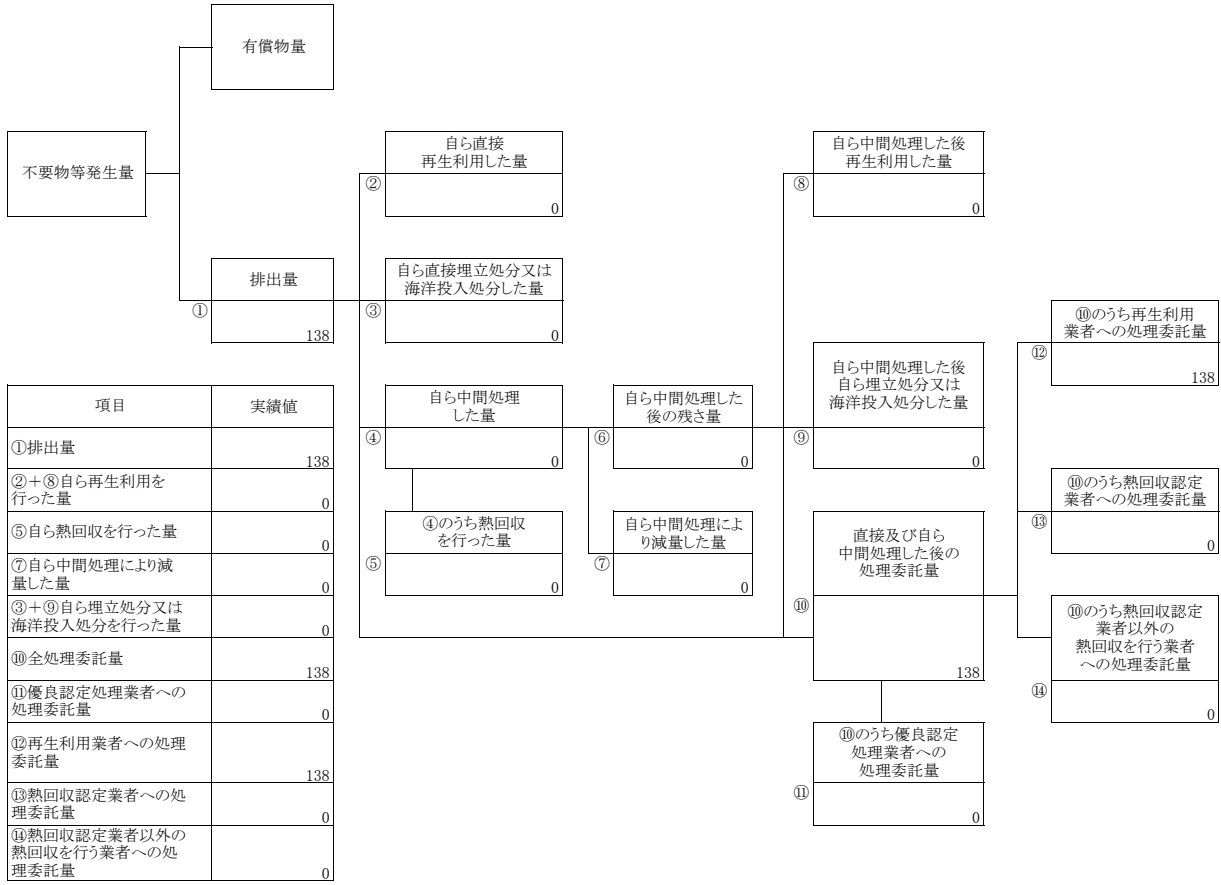 有償物量
不要物等発生量
自ら直接
再生利用した量
②
0
自ら中間処理した後
再生利用した量
⑧
0
排出量
①
138
自ら直接埋立処分又は
海洋投入処分した量
③
0
⑩のうち再生利用
業者への処理委託量
⑫
138
自ら中間処理した後
自ら埋立処分又は
海洋投入処分した量
⑨
0
自ら中間処理
した量
④
0
自ら中間処理した
後の残さ量
⑥
0
⑩のうち熱回収認定
業者への処理委託量
⑬
0
④のうち熱回収
を行った量
⑤
0
自ら中間処理によ
り減量した量
⑦
0
直接及び自ら
中間処理した後の
処理委託量
⑩
138
⑩のうち熱回収認定
業者以外の
熱回収を行う業者
への処理委託量
⑭
0
⑩のうち優良認定
処理業者への
処理委託量
⑪
0
項目 実績値
①排出量
138
②+⑧自ら再生利用を
行った量 0
⑤自ら熱回収を行った量
0
⑦自ら中間処理により減
量した量 0
③+⑨自ら埋立処分又は
海洋投入処分を行った量 0
⑩全処理委託量
138
⑪優良認定処理業者への
処理委託量 0
⑫再生利用業者への処理
委託量
138
⑬熱回収認定業者への処
理委託量 0
⑭熱回収認定業者以外の
熱回収を行う業者への処
理委託量 0